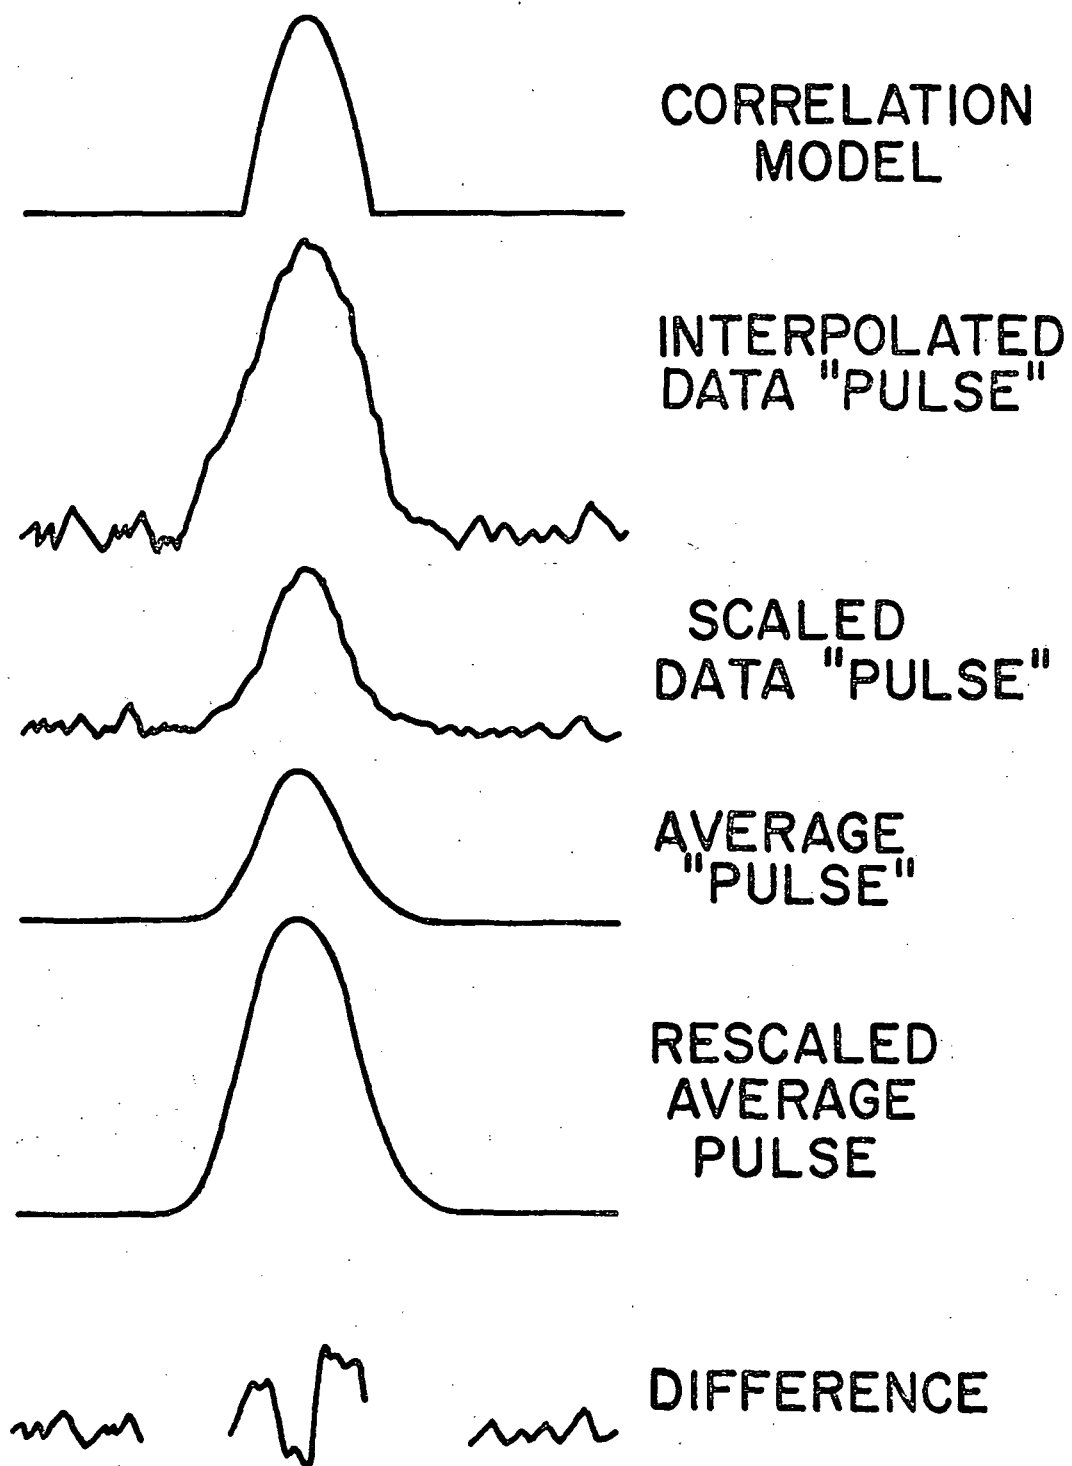 CORRELATION
MODEL
INTERPOLATED
DATA "PULSE"
SCALED
DATA "PULSE"
AVERAGE
"PULSE"
RESCALED
AVERAGE
PULSE
DIFFERENCE